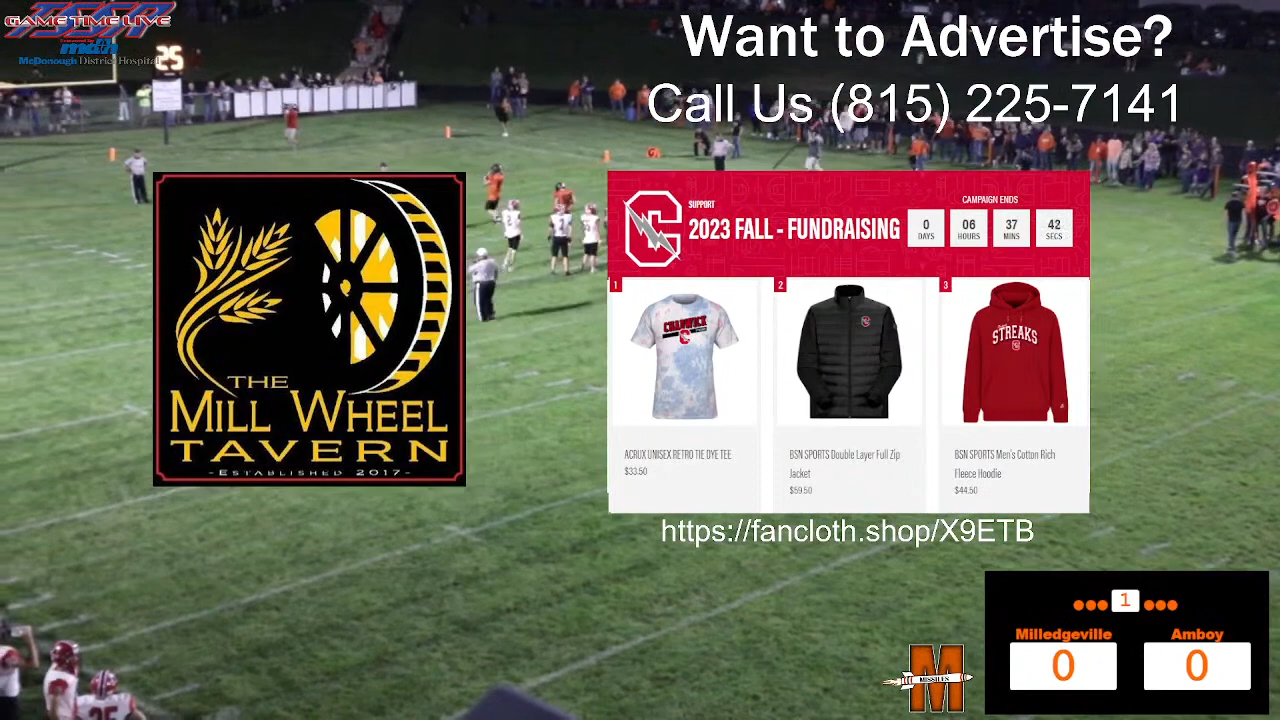 GAME TIME LIVE
McDonough District Hospital
25
Want to Advertise?
Call Us (815) 225-7141
THE
MILL WHEEL
TAVERN
-ESTABLISHED 2017-
SUPPORT
2023 FALL - FUNDRAISING
CAMPAIGN ENDS
0 06 37 42
DAYS HOURS MINS SECS
1 2 3
CHADWICK
STREAKS
ACRUX UNISEX RETRO TIE DYE TEE
$33.50
BSN SPORTS Double Layer Full Zip
Jacket
$59.50
BSN SPORTS Men's Cotton Rich
Fleece Hoodie
$44.50
https://fancloth.shop/X9ETB
1
Milledgeville Amboy
0 0
M
MISSILES